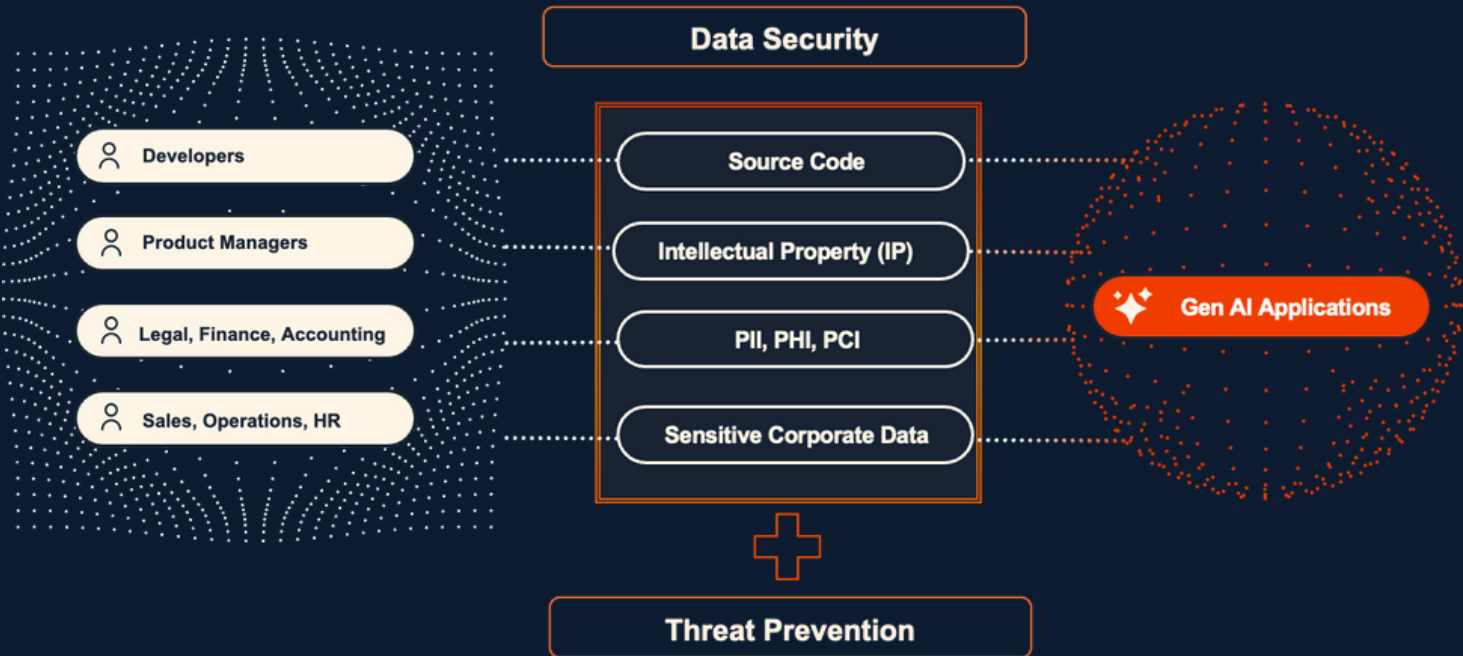 Data Security
Developers
Product Managers
Legal, Finance, Accounting
Sales, Operations, HR
Source Code
Intellectual Property (IP)
PII, PHI, PCI
Sensitive Corporate Data
Gen AI Applications
Threat Prevention